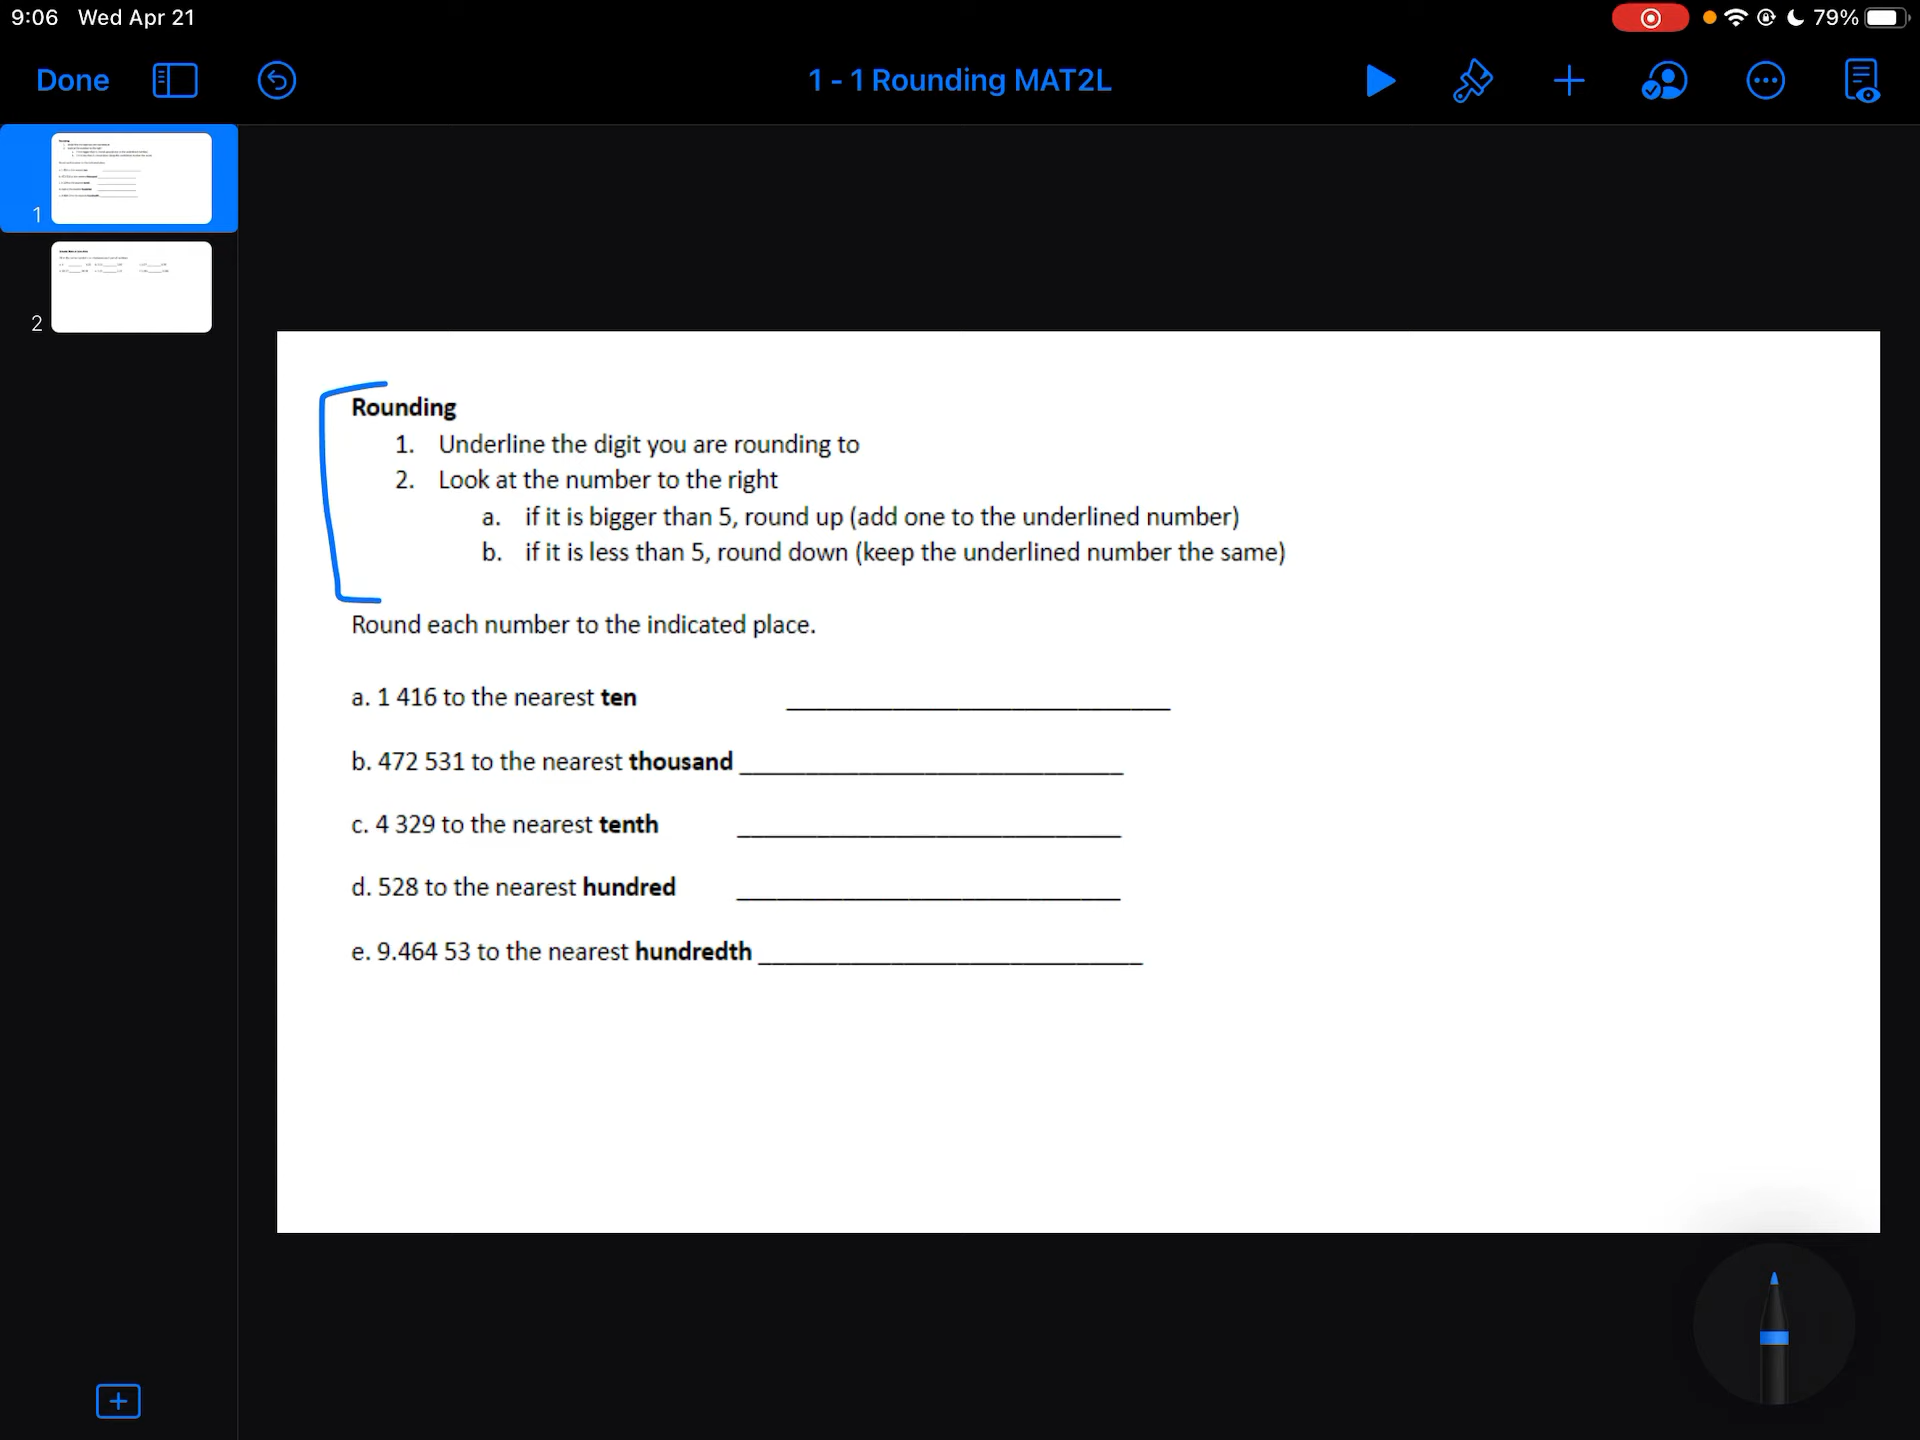 9:06 Wed Apr 21
79%
Done
1 - 1 Rounding MAT2L
1
2
Rounding
1. Underline the digit you are rounding to
2. Look at the number to the right
a. if it is bigger than 5, round up (add one to the underlined number)
b. if it is less than 5, round down (keep the underlined number the same)
Round each number to the indicated place.
a. 1 416 to the nearest ten ____________________
b. 472 531 to the nearest thousand ____________________
c. 4 329 to the nearest tenth ____________________
d. 528 to the nearest hundred ____________________
e. 9.464 53 to the nearest hundredth ____________________